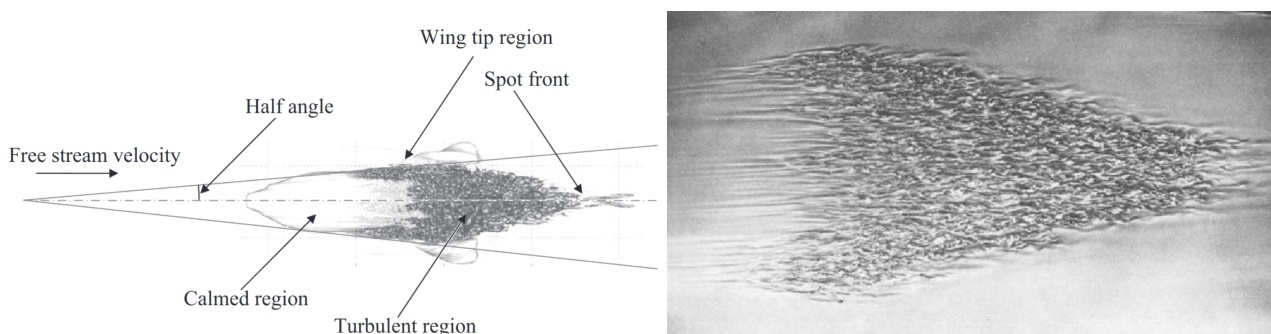 Wing tip region
Spot front
Half angle
Free stream velocity
Calmed region
Turbulent region